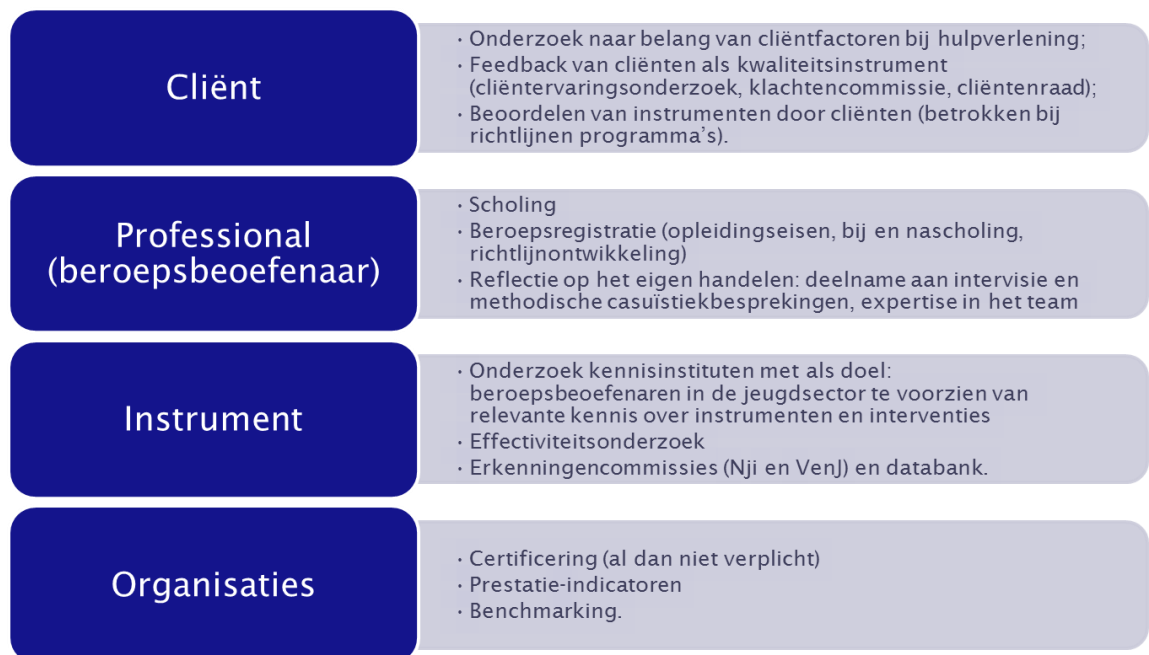 Cliënt
· Onderzoek naar belang van cliëntfactoren bij hulpverlening;
· Feedback van cliënten als kwaliteitsinstrument
(cliëntervaringsonderzoek, klachtencommissie, cliëntenraad);
· Beoordelen van instrumenten door cliënten (betrokken bij
richtlijnen programma's).
Professional
(beroepsbeoefenaar)
· Scholing
· Beroepsregistratie (opleidingseisen, bij en nascholing,
richtlijnontwikkeling)
· Reflectie op het eigen handelen: deelname aan intervisie en
methodische casuïstiekbesprekingen, expertise in het team
Instrument
· Onderzoek kennisinstituten met als doel:
beroepsbeoefenaren in de jeugdsector te voorzien van
relevante kennis over instrumenten en interventies
· Effectiviteitsonderzoek
· Erkenningencommissies (Nji en VenJ) en databank.
Organisaties
· Certificering (al dan niet verplicht)
· Prestatie-indicatoren
· Benchmarking.